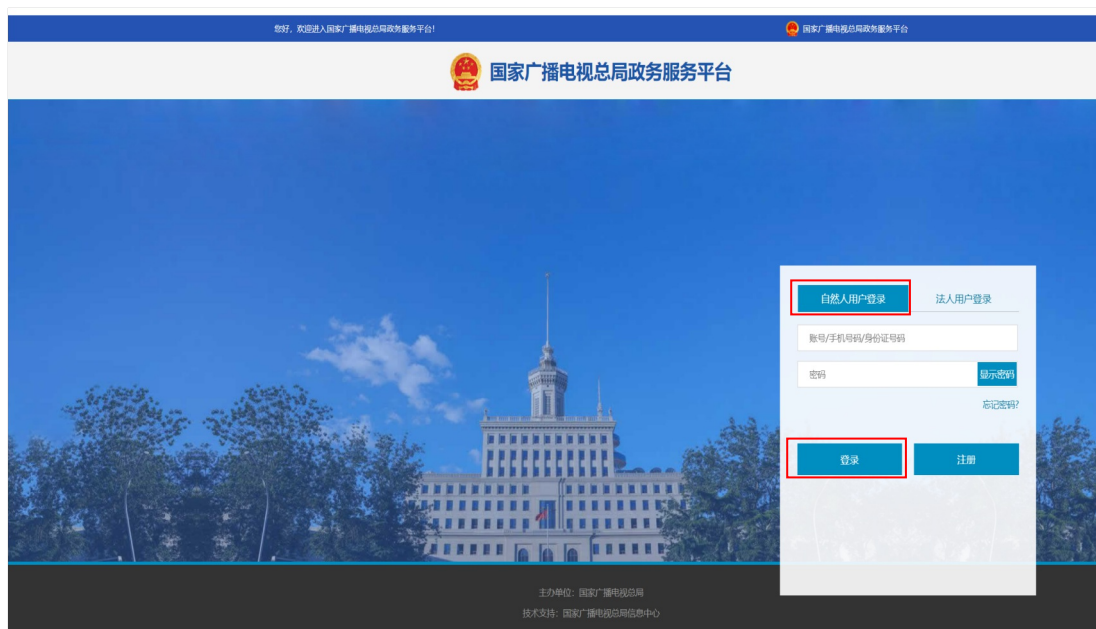 您好，欢迎进入国家广播电视总局政务服务平台！
国家广播电视总局政务服务平台
国家广播电视总局政务服务平台
自然人用户登录
法人用户登录
账号/手机号码/身份证号码
密码
显示密码
忘记密码?
登录
注册
主办单位：国家广播电视总局
技术支持：国家广播电视总局信息中心